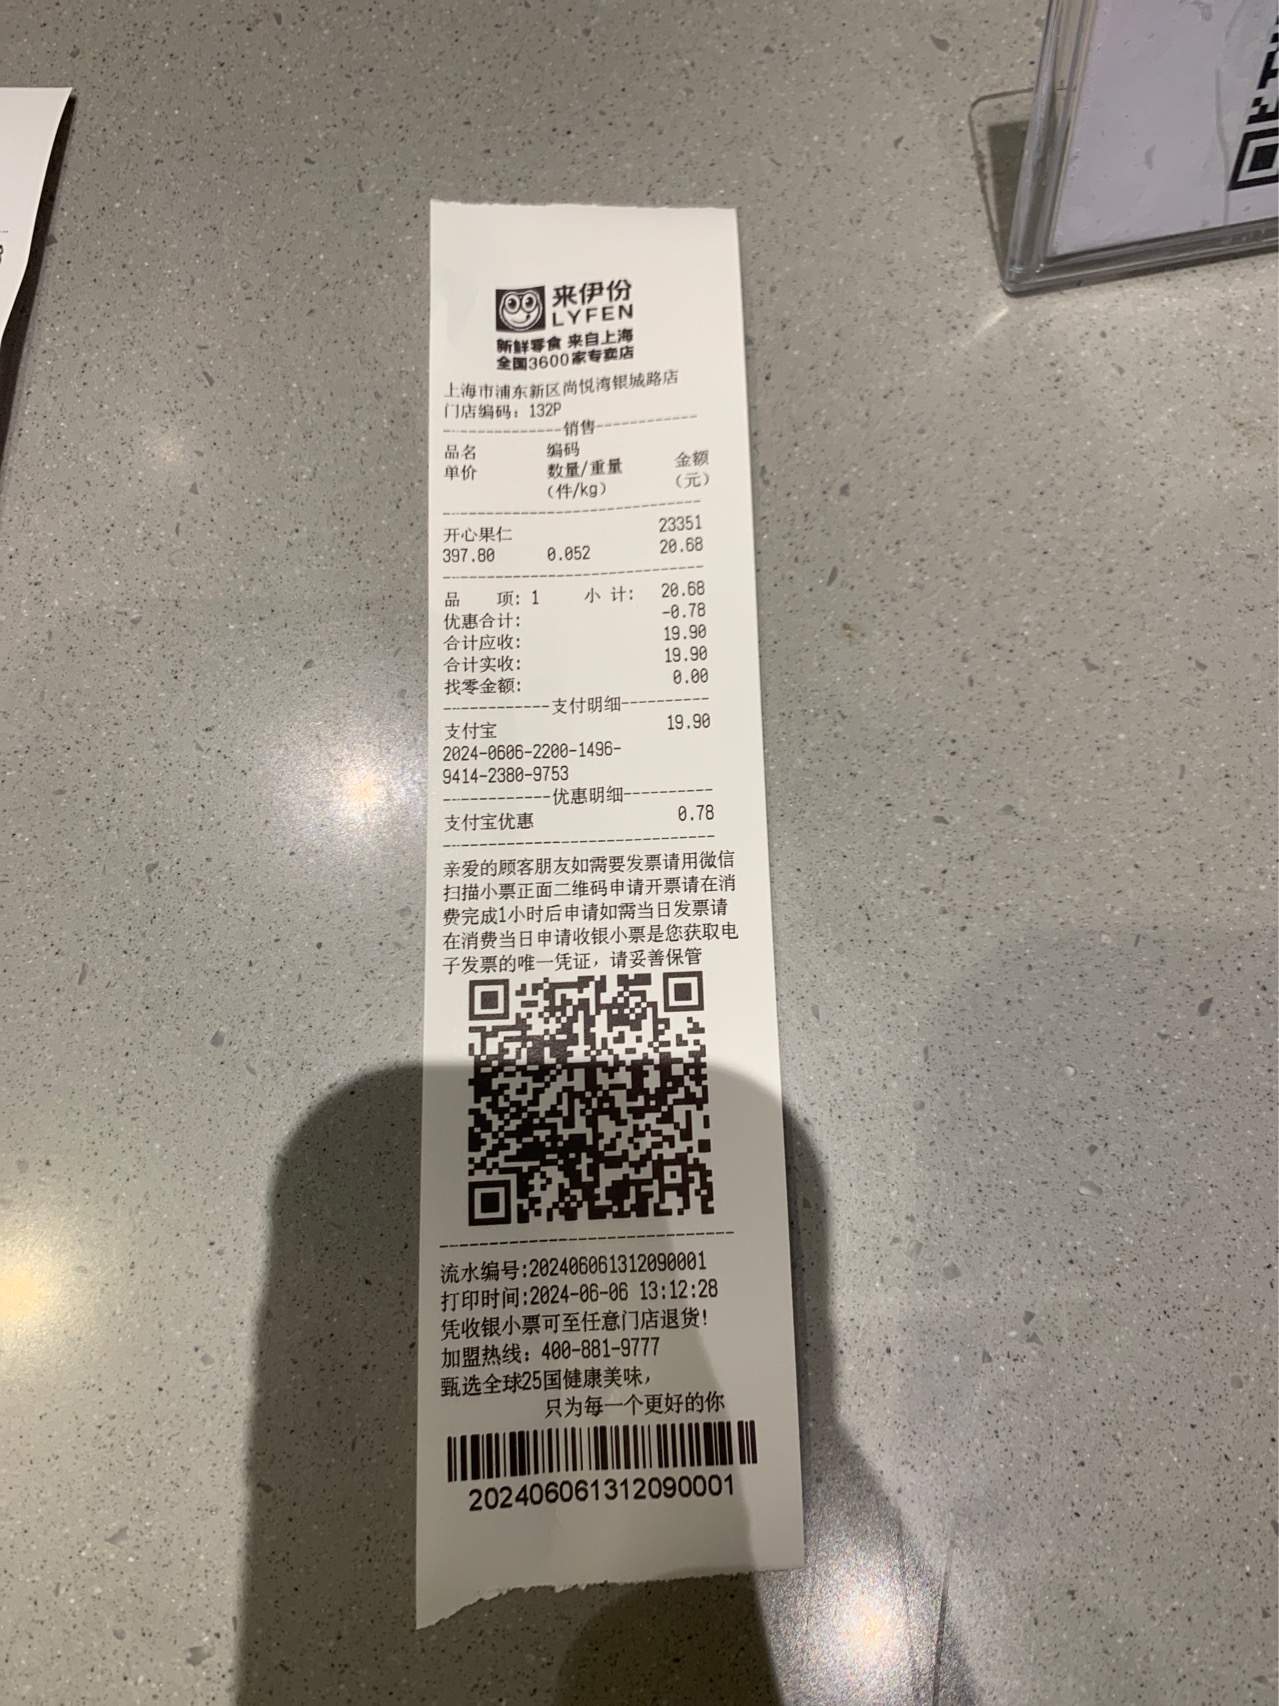 来伊份
LYFEN
新鲜零食 来自上海
全国3600家专卖店
上海市浦东新区尚悦湾银城路店
门店编码：132P
-------------销售-----------
品名 编码
单价 数量/重量 金额
(件/kg) (元)
开心果仁 23351
397.80 0.052 20.68
品 项: 1 小 计: 20.68
优惠合计: -0.78
合计应收: 19.90
合计实收: 19.90
找零金额: 0.00
------------支付明细----------
支付宝 19.90
2024-0606-2200-1496-
9414-2380-9753
------------优惠明细----------
支付宝优惠 0.78
亲爱的顾客朋友如需要发票请用微信
扫描小票正面二维码申请开票请在消
费完成1小时后申请如需当日发票请
在消费当日申请收银小票是您获取电
子发票的唯一凭证，请妥善保管
流水编号:202406061312090001
打印时间:2024-06-06 13:12:28
凭收银小票可至任意门店退货!
加盟热线：400-881-9777
甄选全球25国健康美味，
只为每一个更好的你
202406061312090001